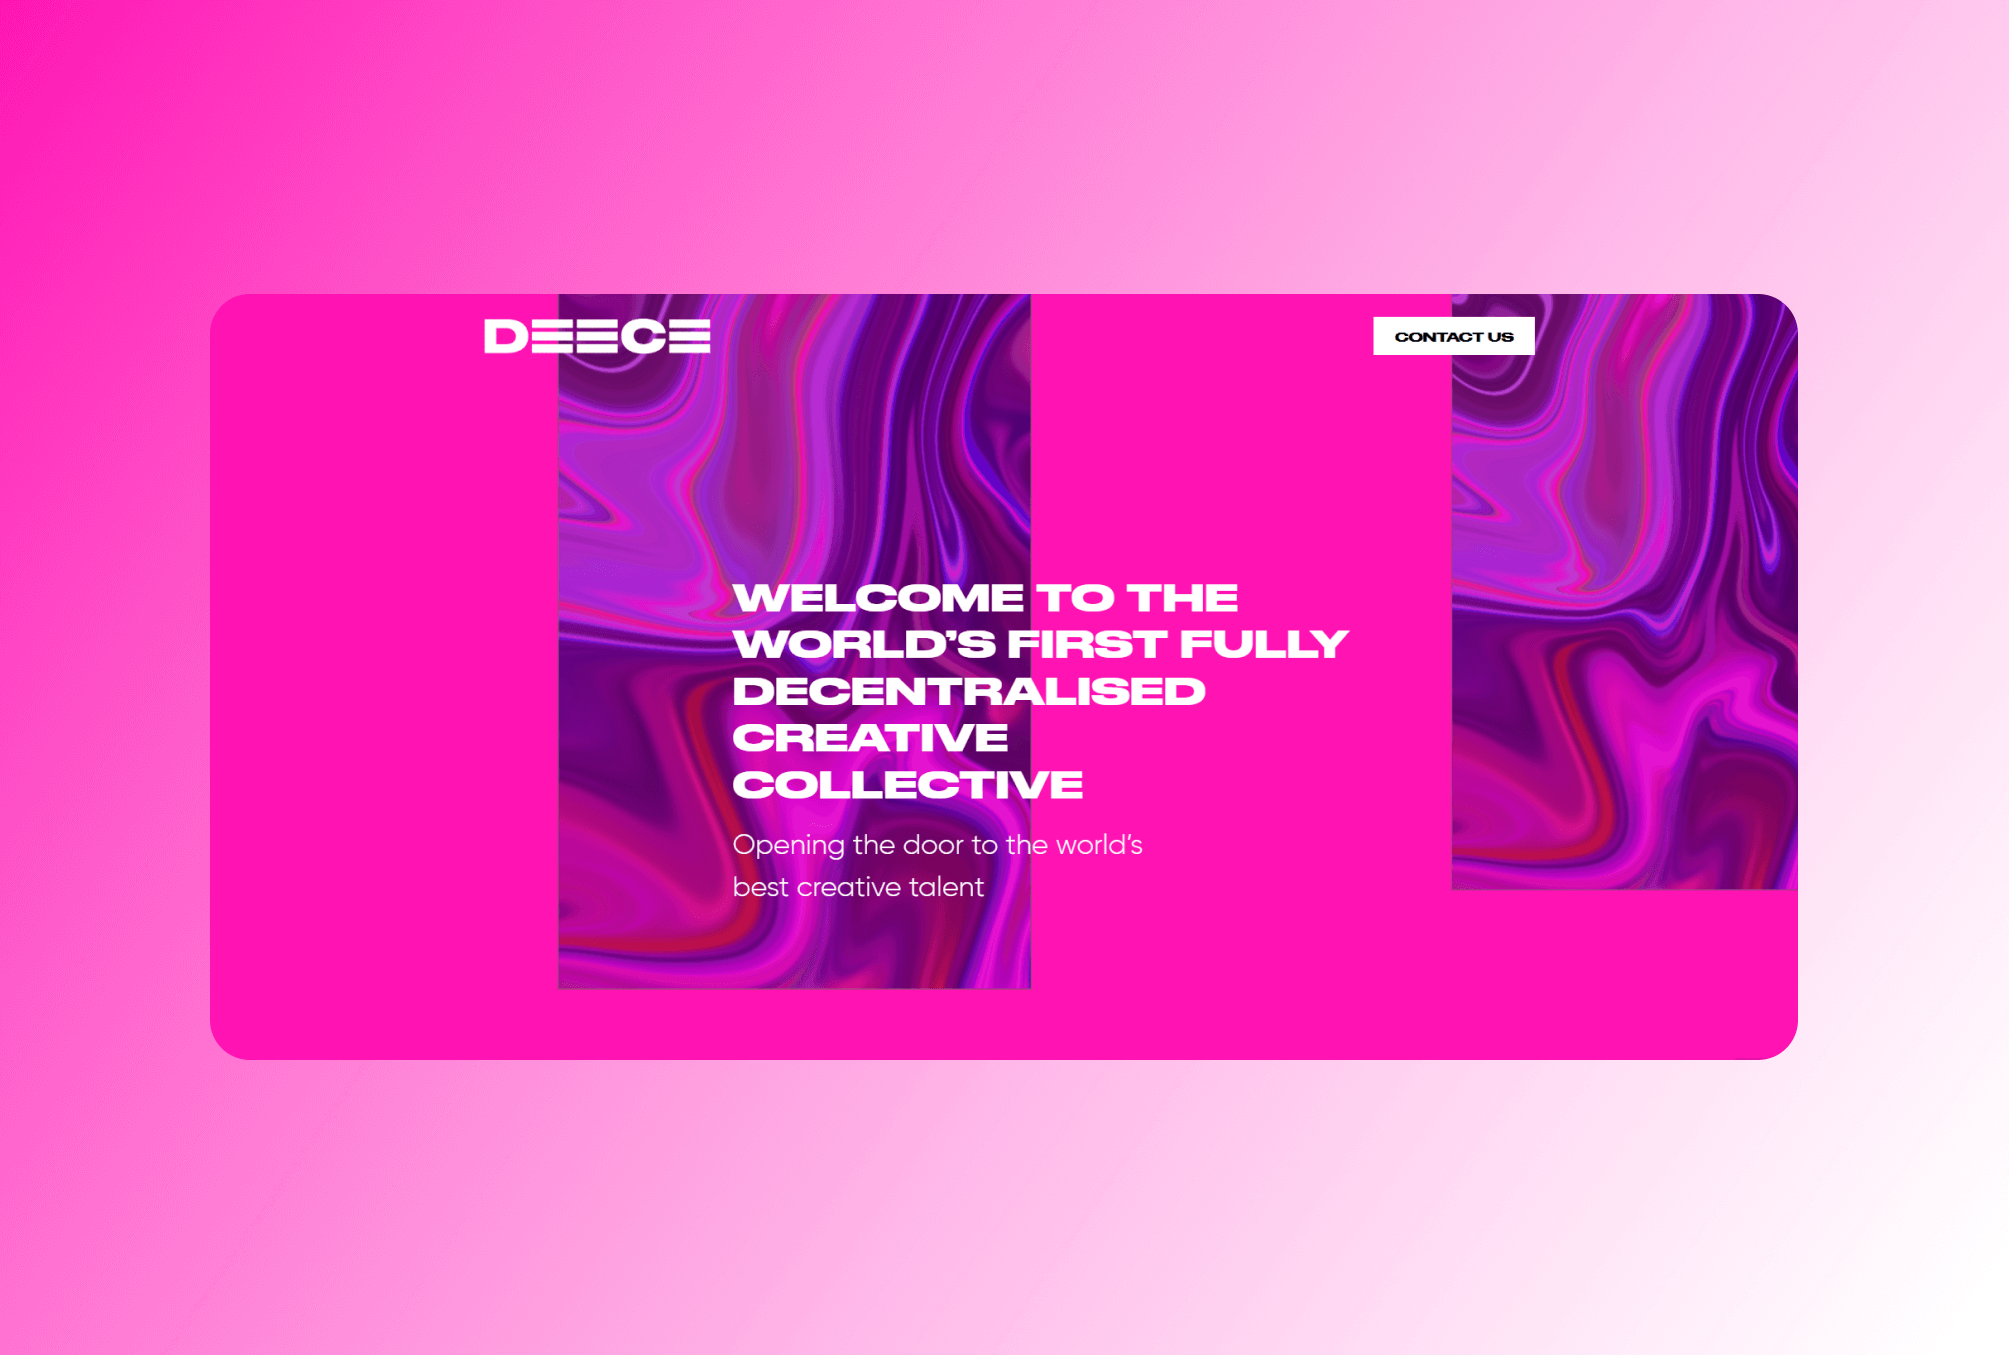 DEECE
CONTACT US
WELCOME TO THE
WORLD’S FIRST FULLY
DECENTRALISED
CREATIVE
COLLECTIVE
Opening the door to the world’s
best creative talent